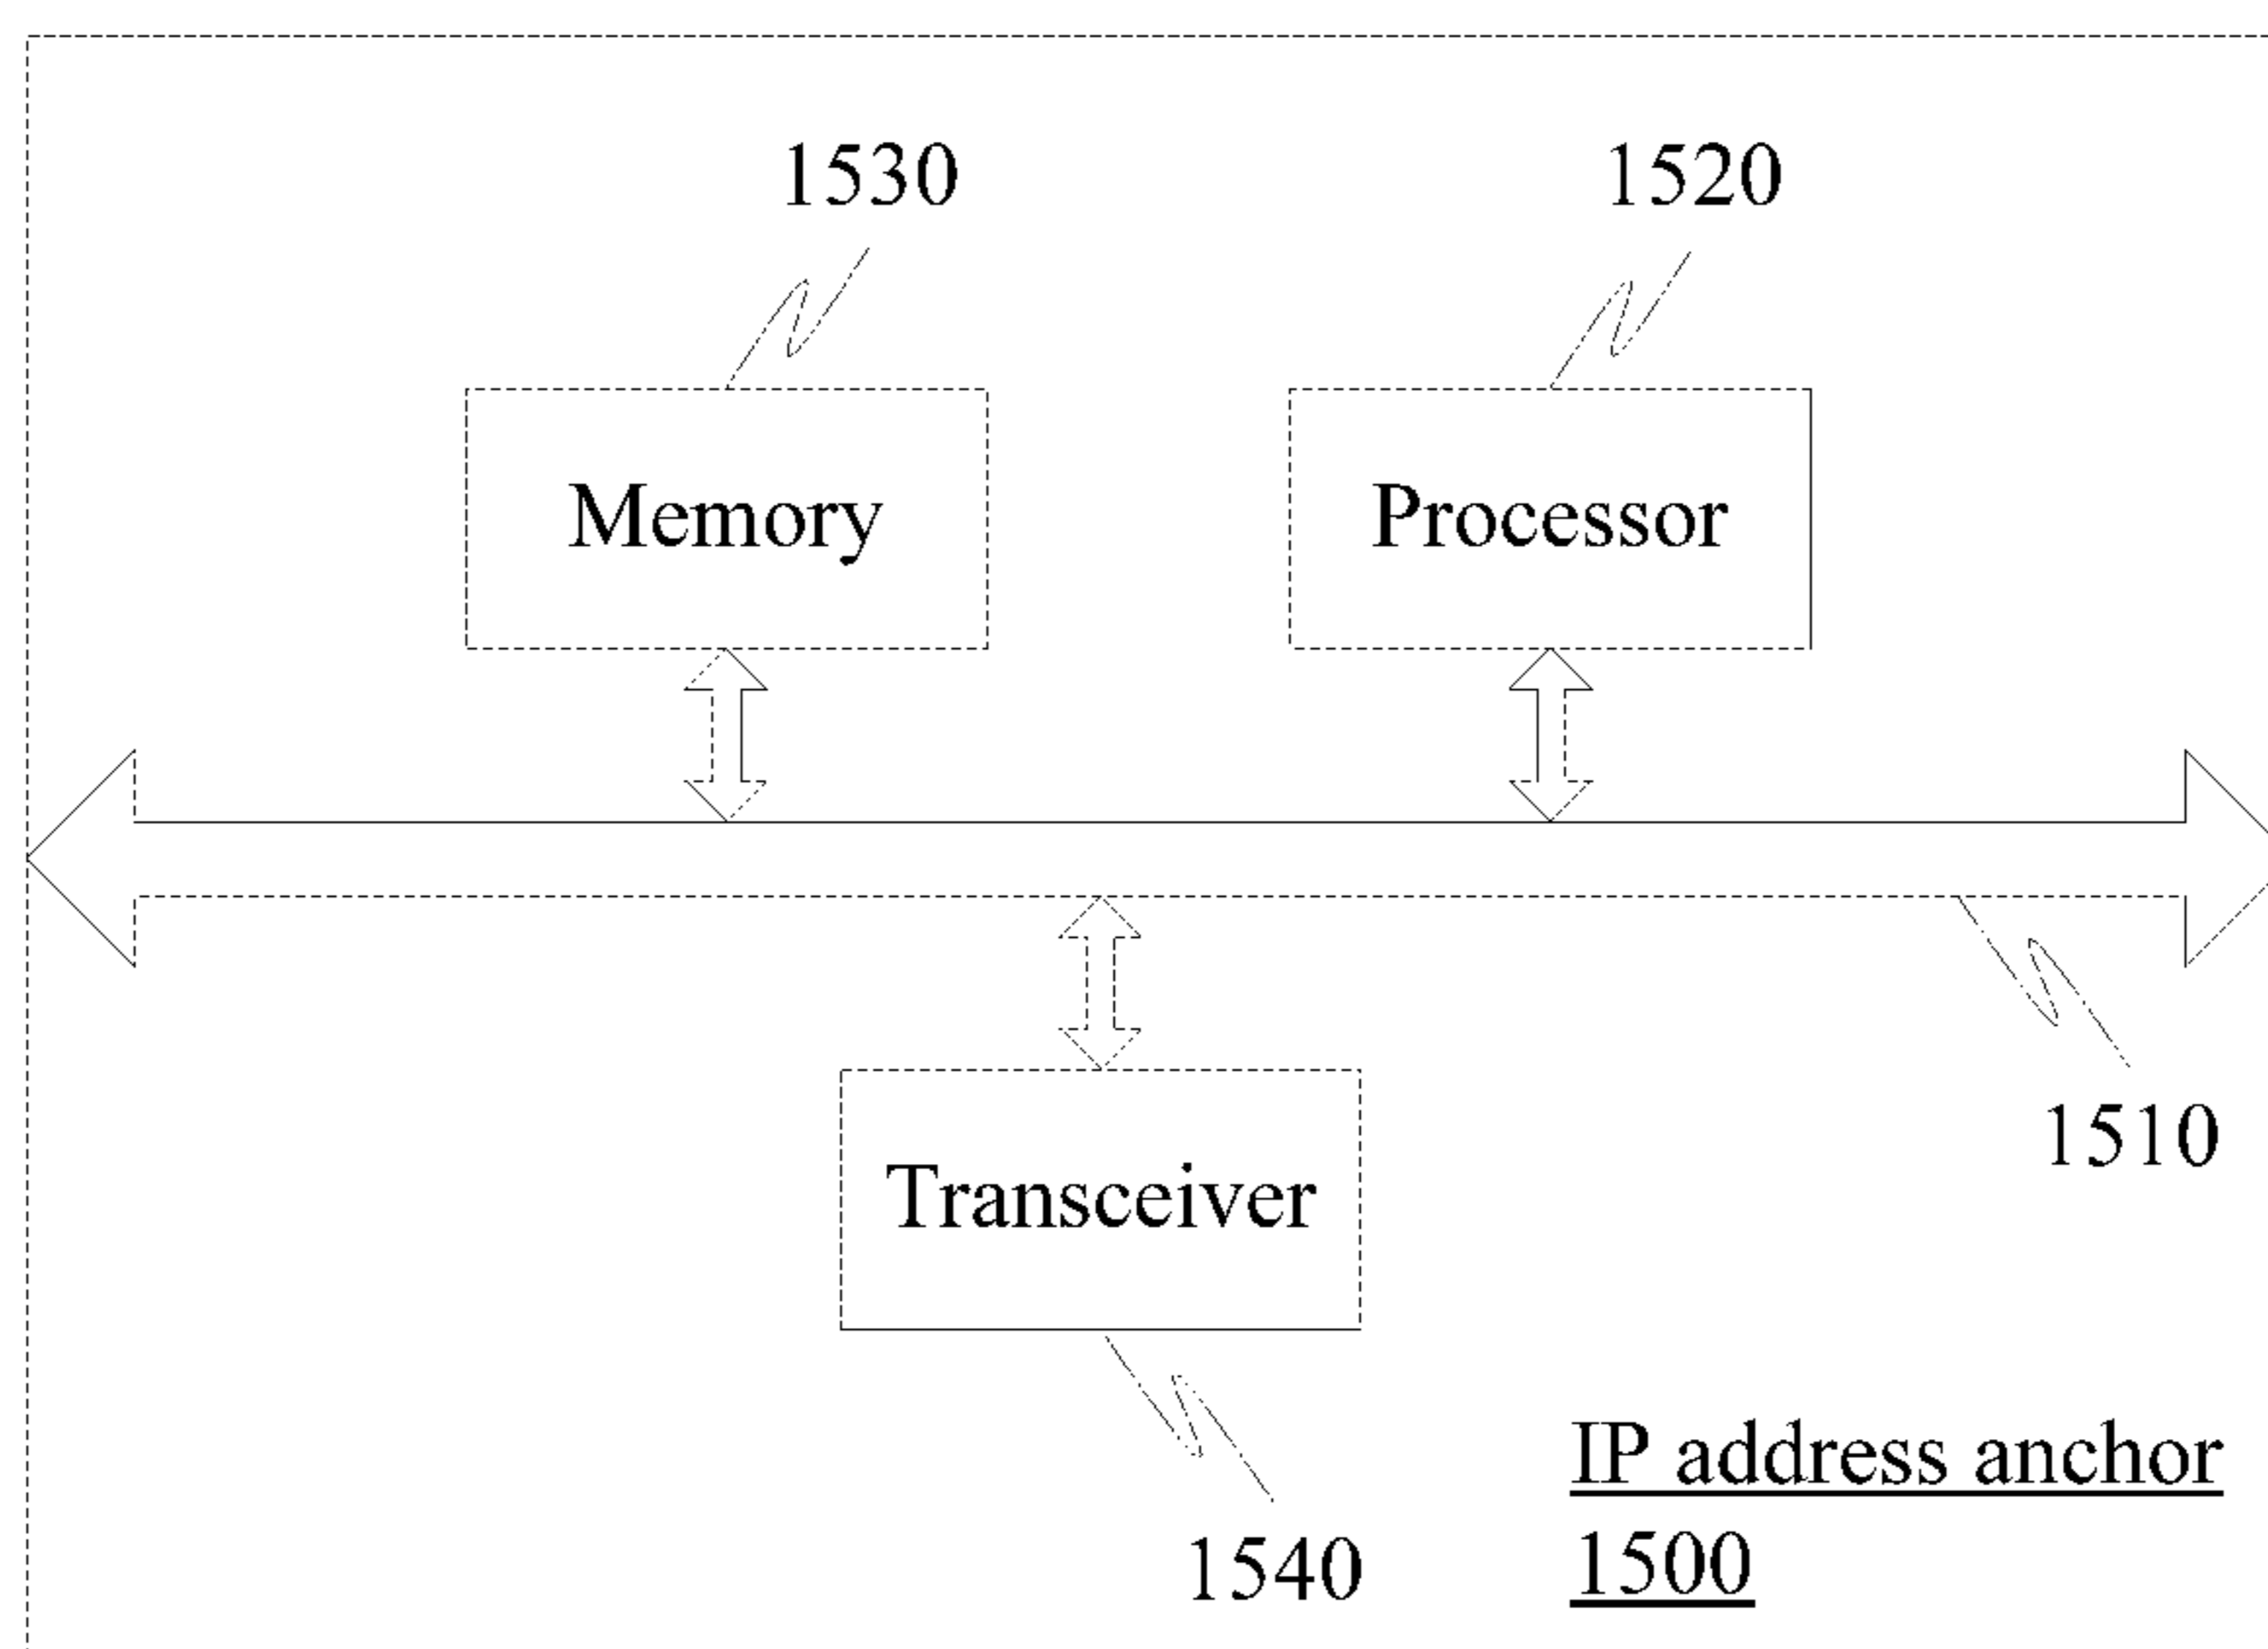 1530
1520
Memory
Processor
1510
Transceiver
IP address anchor
1500
1540